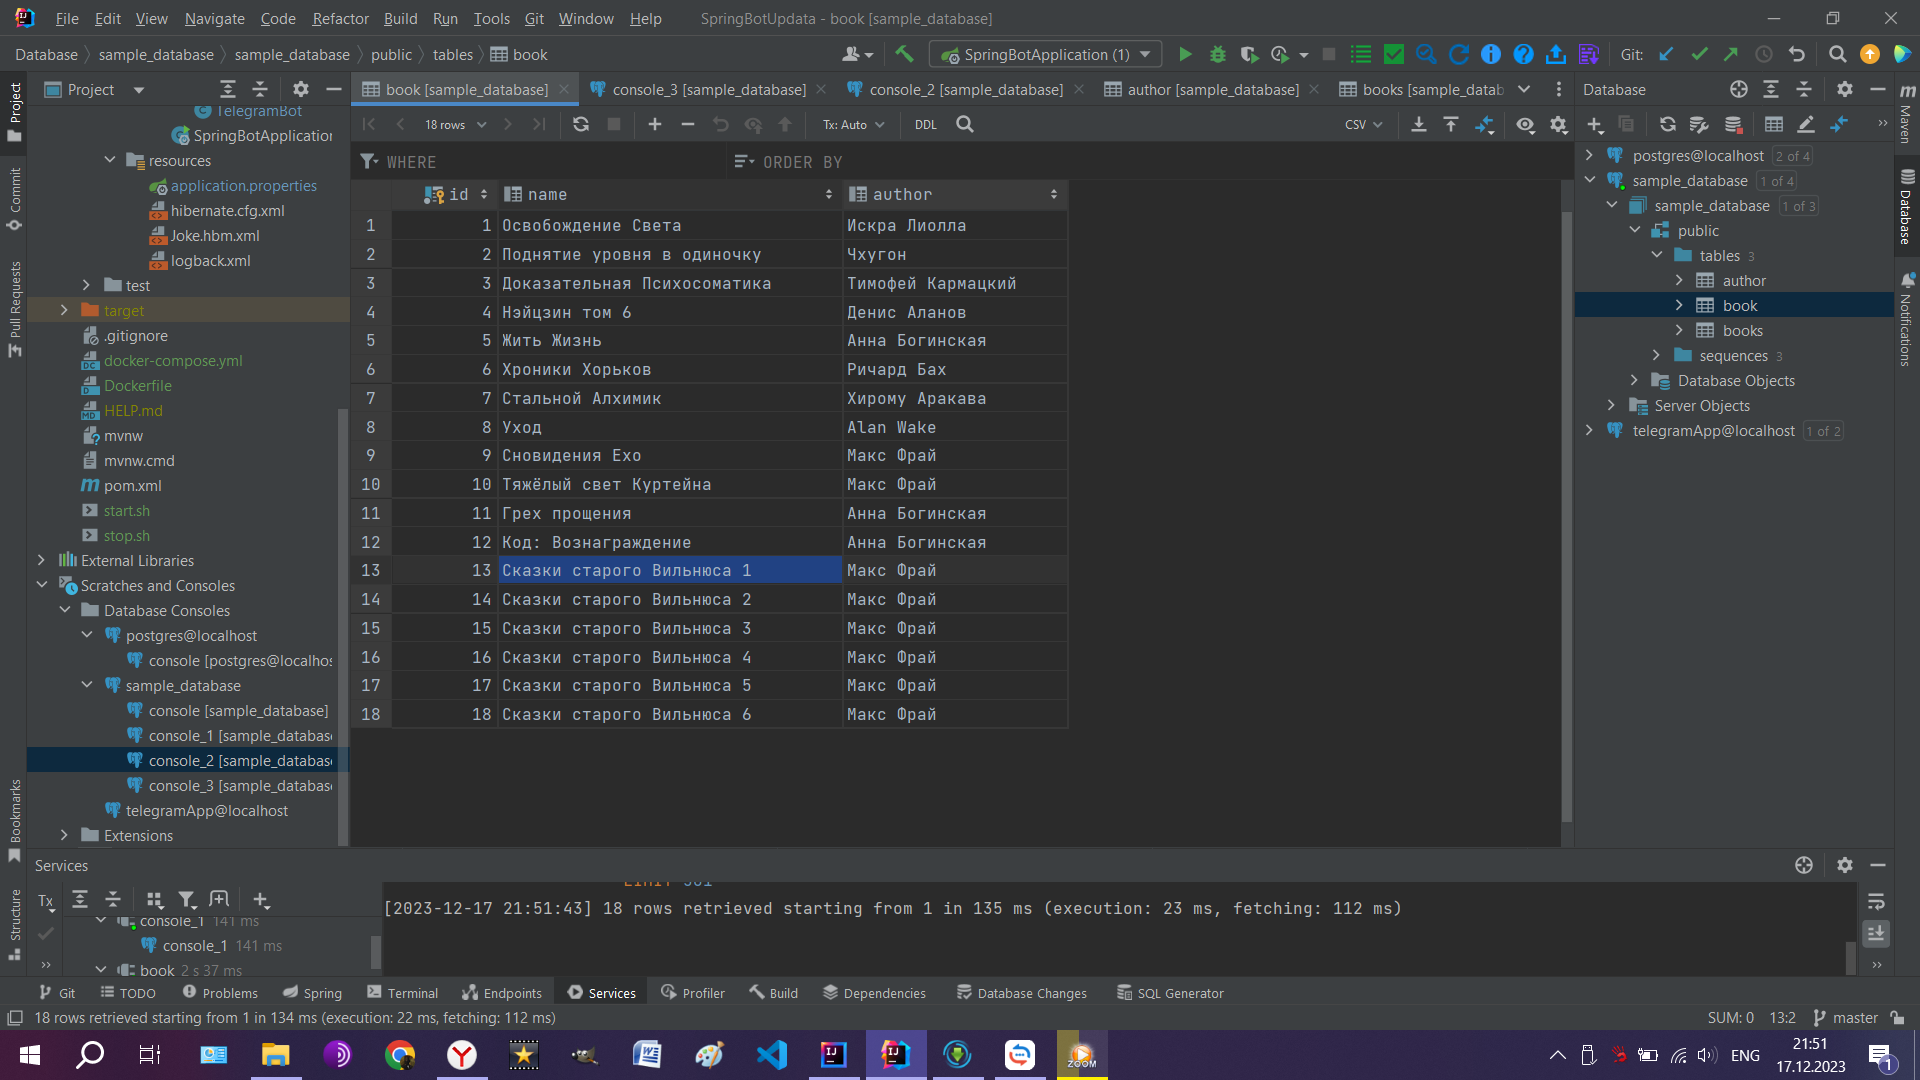 File Edit View Navigate Code Refactor Build Run Tools Git Window Help SpringBotUpdata - book [sample_database]
Database sample_database sample_database public tables book SpringBotApplication (1) Git:
Project book [sample_database] console_3 [sample_database] console_2 [sample_database] author [sample_database] books [sample_datab Database
18 rows Tx: Auto DDL CSV
WHERE ORDER BY
id name author
1 1 Освобождение Света Искра Лиолла
2 2 Поднятие уровня в одиночку Чхугон
3 3 Доказательная Психосоматика Тимофей Кармацкий
4 4 Нэйцзин том 6 Денис Аланов
5 5 Жить Жизнь Анна Богинская
6 6 Хроники Хорьков Ричард Бах
7 7 Стальной Алхимик Хирому Аракава
8 8 Уход Alan Wake
9 9 Сновидения Ехо Макс Фрай
10 10 Тяжёлый свет Куртейна Макс Фрай
11 11 Грех прощения Анна Богинская
12 12 Код: Вознаграждение Анна Богинская
13 13 Сказки старого Вильнюса 1 Макс Фрай
14 14 Сказки старого Вильнюса 2 Макс Фрай
15 15 Сказки старого Вильнюса 3 Макс Фрай
16 16 Сказки старого Вильнюса 4 Макс Фрай
17 17 Сказки старого Вильнюса 5 Макс Фрай
18 18 Сказки старого Вильнюса 6 Макс Фрай
TelegramBot
SpringBotApplication
resources
application.properties
hibernate.cfg.xml
Joke.hbm.xml
logback.xml
test
target
.gitignore
docker-compose.yml
Dockerfile
HELP.md
mvnw
mvnw.cmd
pom.xml
start.sh
stop.sh
External Libraries
Scratches and Consoles
Database Consoles
postgres@localhost
console [postgres@localhos
sample_database
console [sample_database]
console_1 [sample_databas
console_2 [sample_databas
console_3 [sample_databas
telegramApp@localhost
Extensions
postgres@localhost 2 of 4
sample_database 1 of 4
sample_database 1 of 3
public
tables 3
author
book
books
sequences 3
Database Objects
Server Objects
telegramApp@localhost 1 of 2
Project
Commit
Pull Requests
Bookmarks
Structure
Maven
Database
Notifications
Services
Tx
console_1 141 ms
console_1 141 ms
book 2 s 37 ms
LIMIT 501
[2023-12-17 21:51:43] 18 rows retrieved starting from 1 in 135 ms (execution: 23 ms, fetching: 112 ms)
Git TODO Problems Spring Terminal Endpoints Services Profiler Build Dependencies Database Changes SQL Generator
18 rows retrieved starting from 1 in 134 ms (execution: 22 ms, fetching: 112 ms) SUM: 0 13:2 master
ZOOM ENG 21:51
17.12.2023 1